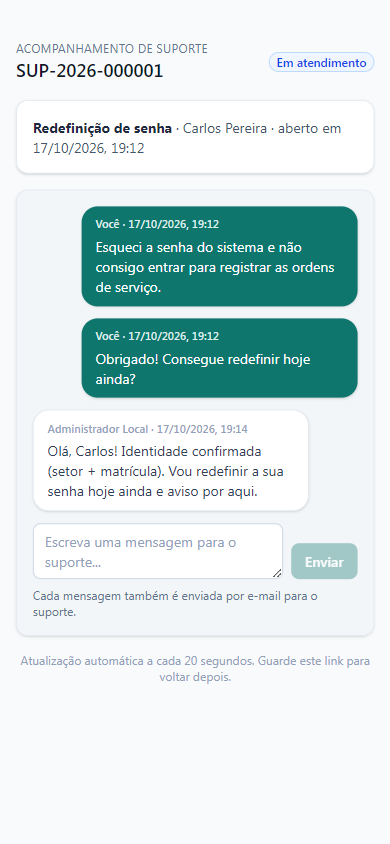 ACOMPANHAMENTO DE SUPORTE
SUP-2026-000001
Em atendimento
Redefinição de senha · Carlos Pereira · aberto em
17/10/2026, 19:12
Você · 17/10/2026, 19:12
Esqueci a senha do sistema e não
consigo entrar para registrar as ordens
de serviço.
Você · 17/10/2026, 19:12
Obrigado! Consegue redefinir hoje
ainda?
Administrador Local · 17/10/2026, 19:14
Olá, Carlos! Identidade confirmada
(setor + matrícula). Vou redefinir a sua
senha hoje ainda e aviso por aqui.
Escreva uma mensagem para o
suporte...
Enviar
Cada mensagem também é enviada por e-mail para o
suporte.
Atualização automática a cada 20 segundos. Guarde este link para
voltar depois.